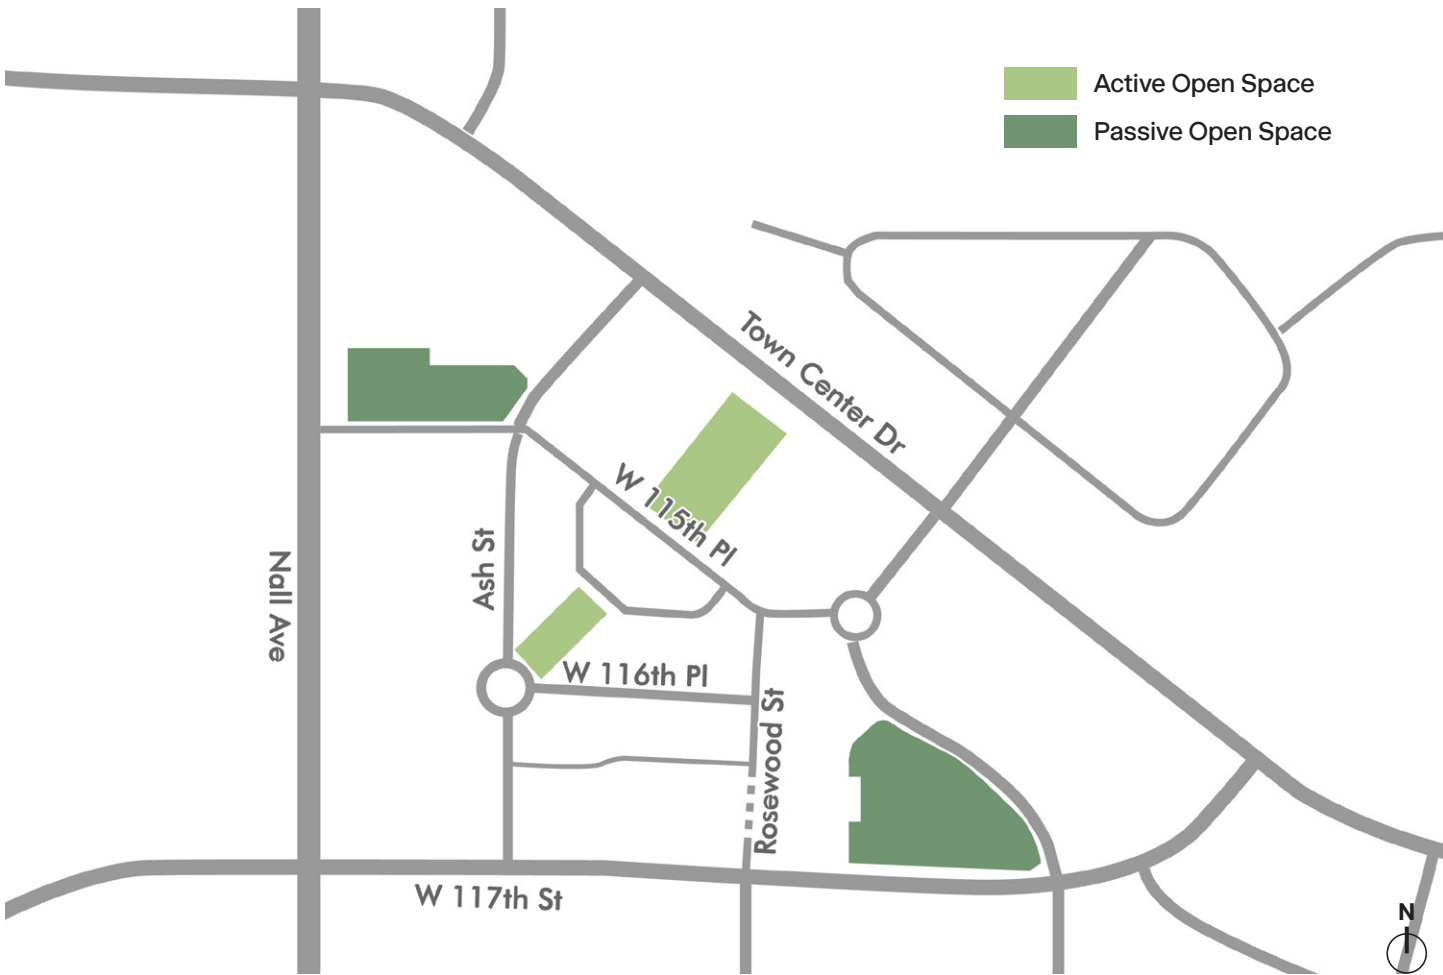 Active Open Space
Passive Open Space
Town Center Dr
W 115th Pl
Ash St
Nall Ave
W 116th Pl
Rosewood St
W 117th St
N